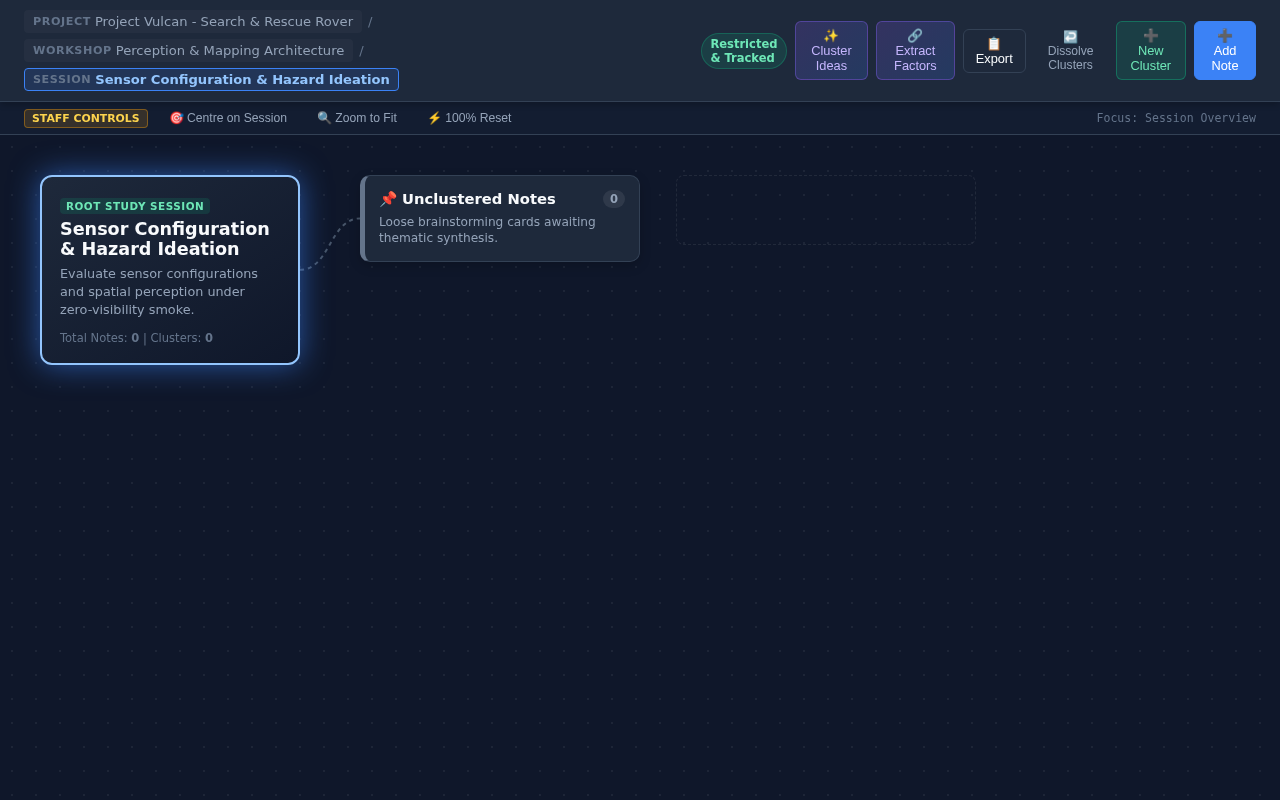 PROJECT Project Vulcan - Search & Rescue Rover /
WORKSHOP Perception & Mapping Architecture /
SESSION Sensor Configuration & Hazard Ideation
Restricted
& Tracked
✨
Cluster
Ideas
🔗
Extract
Factors
📋
Export
↩️
Dissolve
Clusters
➕
New
Cluster
➕
Add
Note
STAFF CONTROLS
🎯 Centre on Session
🔍 Zoom to Fit
⚡ 100% Reset
Focus: Session Overview
ROOT STUDY SESSION
Sensor Configuration
& Hazard Ideation
Evaluate sensor configurations
and spatial perception under
zero-visibility smoke.
Total Notes: 0 | Clusters: 0
📌 Unclustered Notes 0
Loose brainstorming cards awaiting
thematic synthesis.